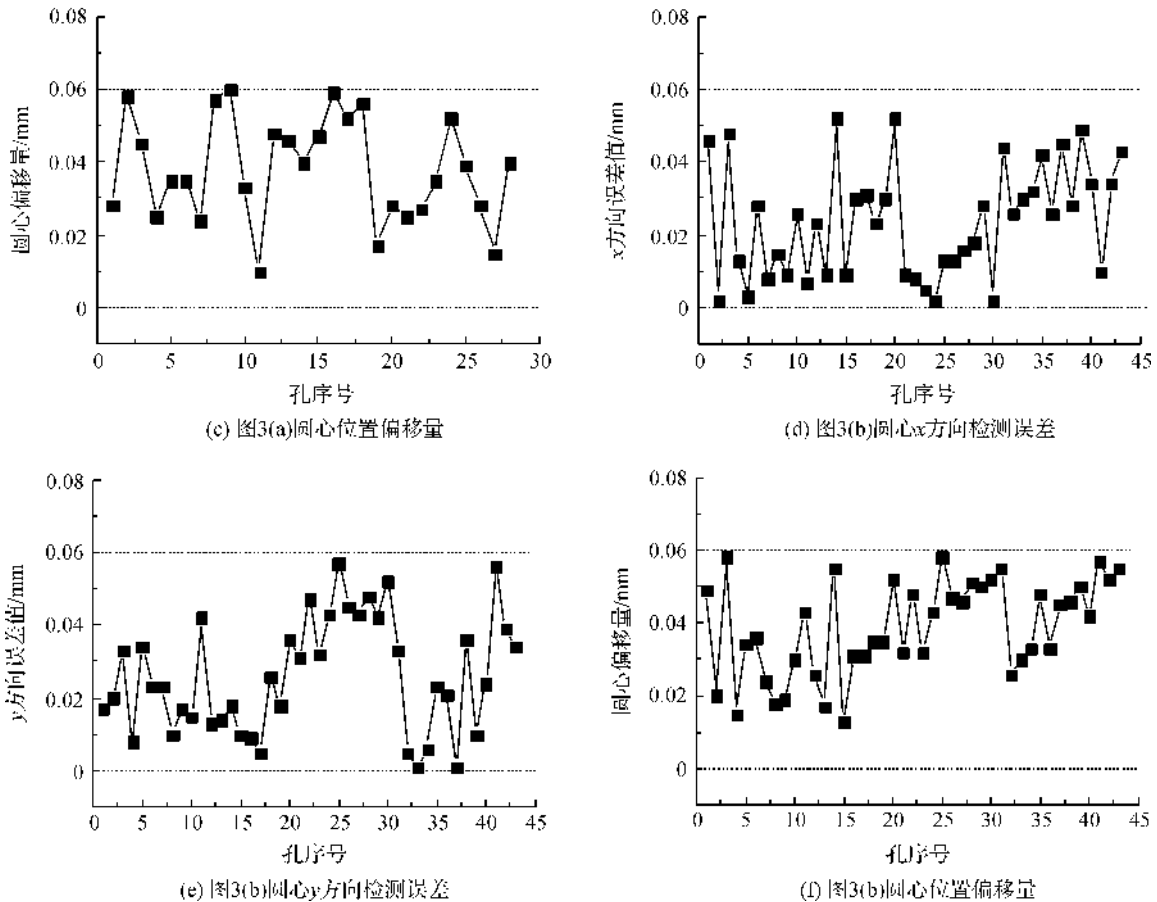 0.08
0.06
0.04
0.02
0
圆心偏移量/mm
0 5 10 15 20 25 30
孔序号
(c) 图3(a)圆心位置偏移量
0.08
0.06
0.04
0.02
0
x方向误差值/mm
0 5 10 15 20 25 30 35 40 45
孔序号
(d) 图3(b)圆心x方向检测误差
0.08
0.06
0.04
0.02
0
y方向误差值/mm
0 5 10 15 20 25 30 35 40 45
孔序号
(e) 图3(b)圆心y方向检测误差
0.08
0.06
0.04
0.02
0
圆心偏移量/mm
0 5 10 15 20 25 30 35 40 45
孔序号
(f) 图3(b)圆心位置偏移量